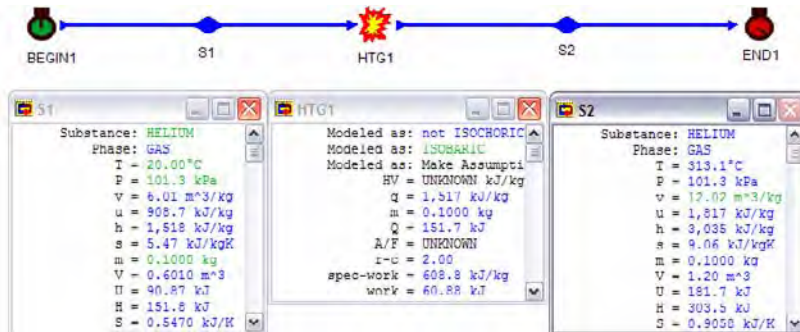 BEGIN1 S1 HTG1 S2 END1
S1
Substance: HELIUM
Phase: GAS
T = 20.00°C
P = 101.3 kPa
v = 6.01 m^3/kg
u = 908.7 kJ/kg
h = 1,518 kJ/kg
s = 5.47 kJ/kgK
m = 0.1000 kg
V = 0.6010 m^3
U = 90.87 kJ
H = 151.8 kJ
S = 0.5470 kJ/K
HTG1
Modeled as: not ISOCHORIC
Modeled as: ISOBARIC
Modeled as: Make Assumpti
HV = UNKNOWN kJ/kg
q = 1,517 kJ/kg
m = 0.1000 kg
Q = 151.7 kJ
A/F = UNKNOWN
r-c = 2.00
spec-work = 608.8 kJ/kg
work = 60.88 kJ
S2
Substance: HELIUM
Phase: GAS
T = 313.1°C
P = 101.3 kPa
v = 12.02 m^3/kg
u = 1,817 kJ/kg
h = 3,035 kJ/kg
s = 9.06 kJ/kgK
m = 0.1000 kg
V = 1.20 m^3
U = 181.7 kJ
H = 303.5 kJ
S = 0.9058 kJ/K